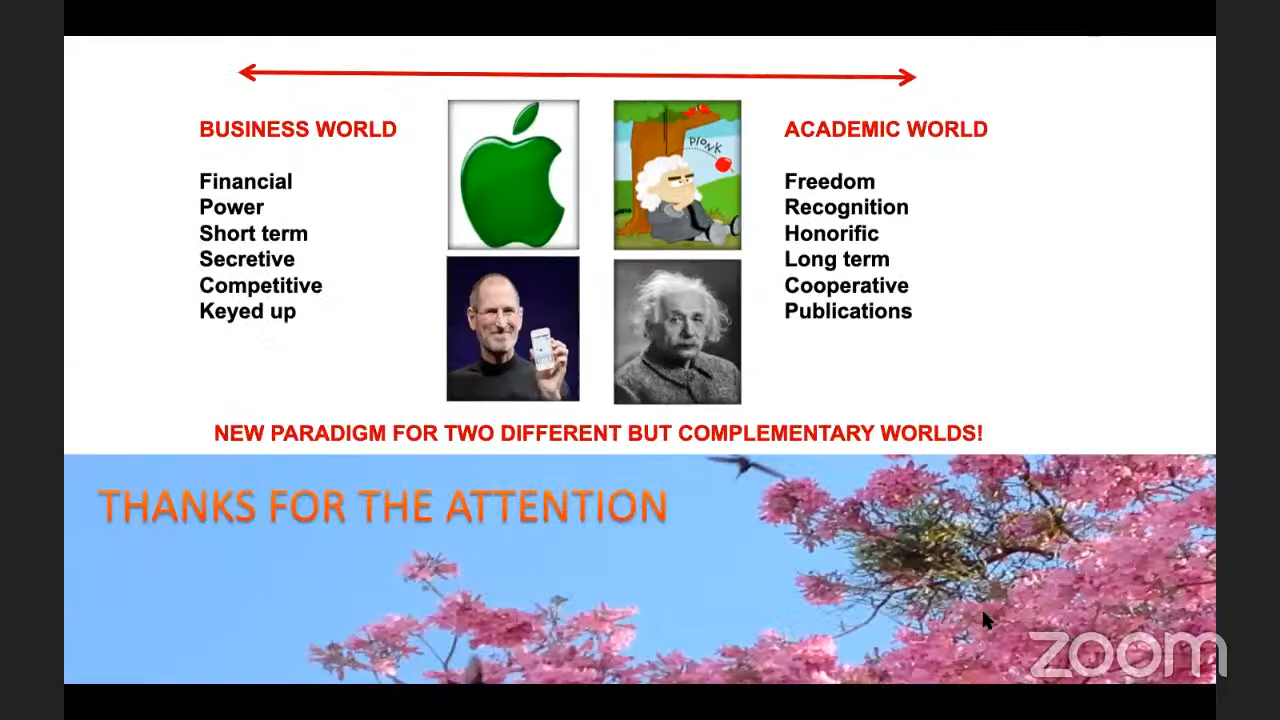 BUSINESS WORLD
Financial
Power
Short term
Secretive
Competitive
Keyed up
PlonK
ACADEMIC WORLD
Freedom
Recognition
Honorific
Long term
Cooperative
Publications
NEW PARADIGM FOR TWO DIFFERENT BUT COMPLEMENTARY WORLDS!
THANKS FOR THE ATTENTION
zoom